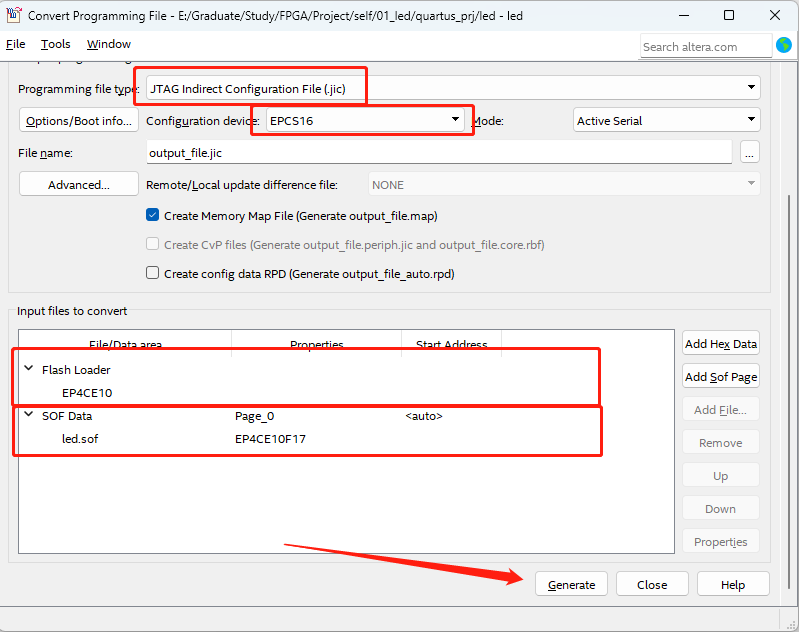 Convert Programming File - E:/Graduate/Study/FPGA/Project/self/01_led/quartus_prj/led - led
File Tools Window Search altera.com
Programming file type: JTAG Indirect Configuration File (.jic)
Options/Boot info... Configuration device: EPCS16 Mode: Active Serial
File name: output_file.jic ...
Advanced... Remote/Local update difference file: NONE
Create Memory Map File (Generate output_file.map)
Create CvP files (Generate output_file.periph.jic and output_file.core.rbf)
Create config data RPD (Generate output_file_auto.rpd)
Input files to convert
File/Data area Properties Start Address Add Hex Data
Flash Loader Add Sof Page
EP4CE10
SOF Data Page_0 <auto> Add File...
led.sof EP4CE10F17 Remove
Up
Down
Properties
Generate Close Help